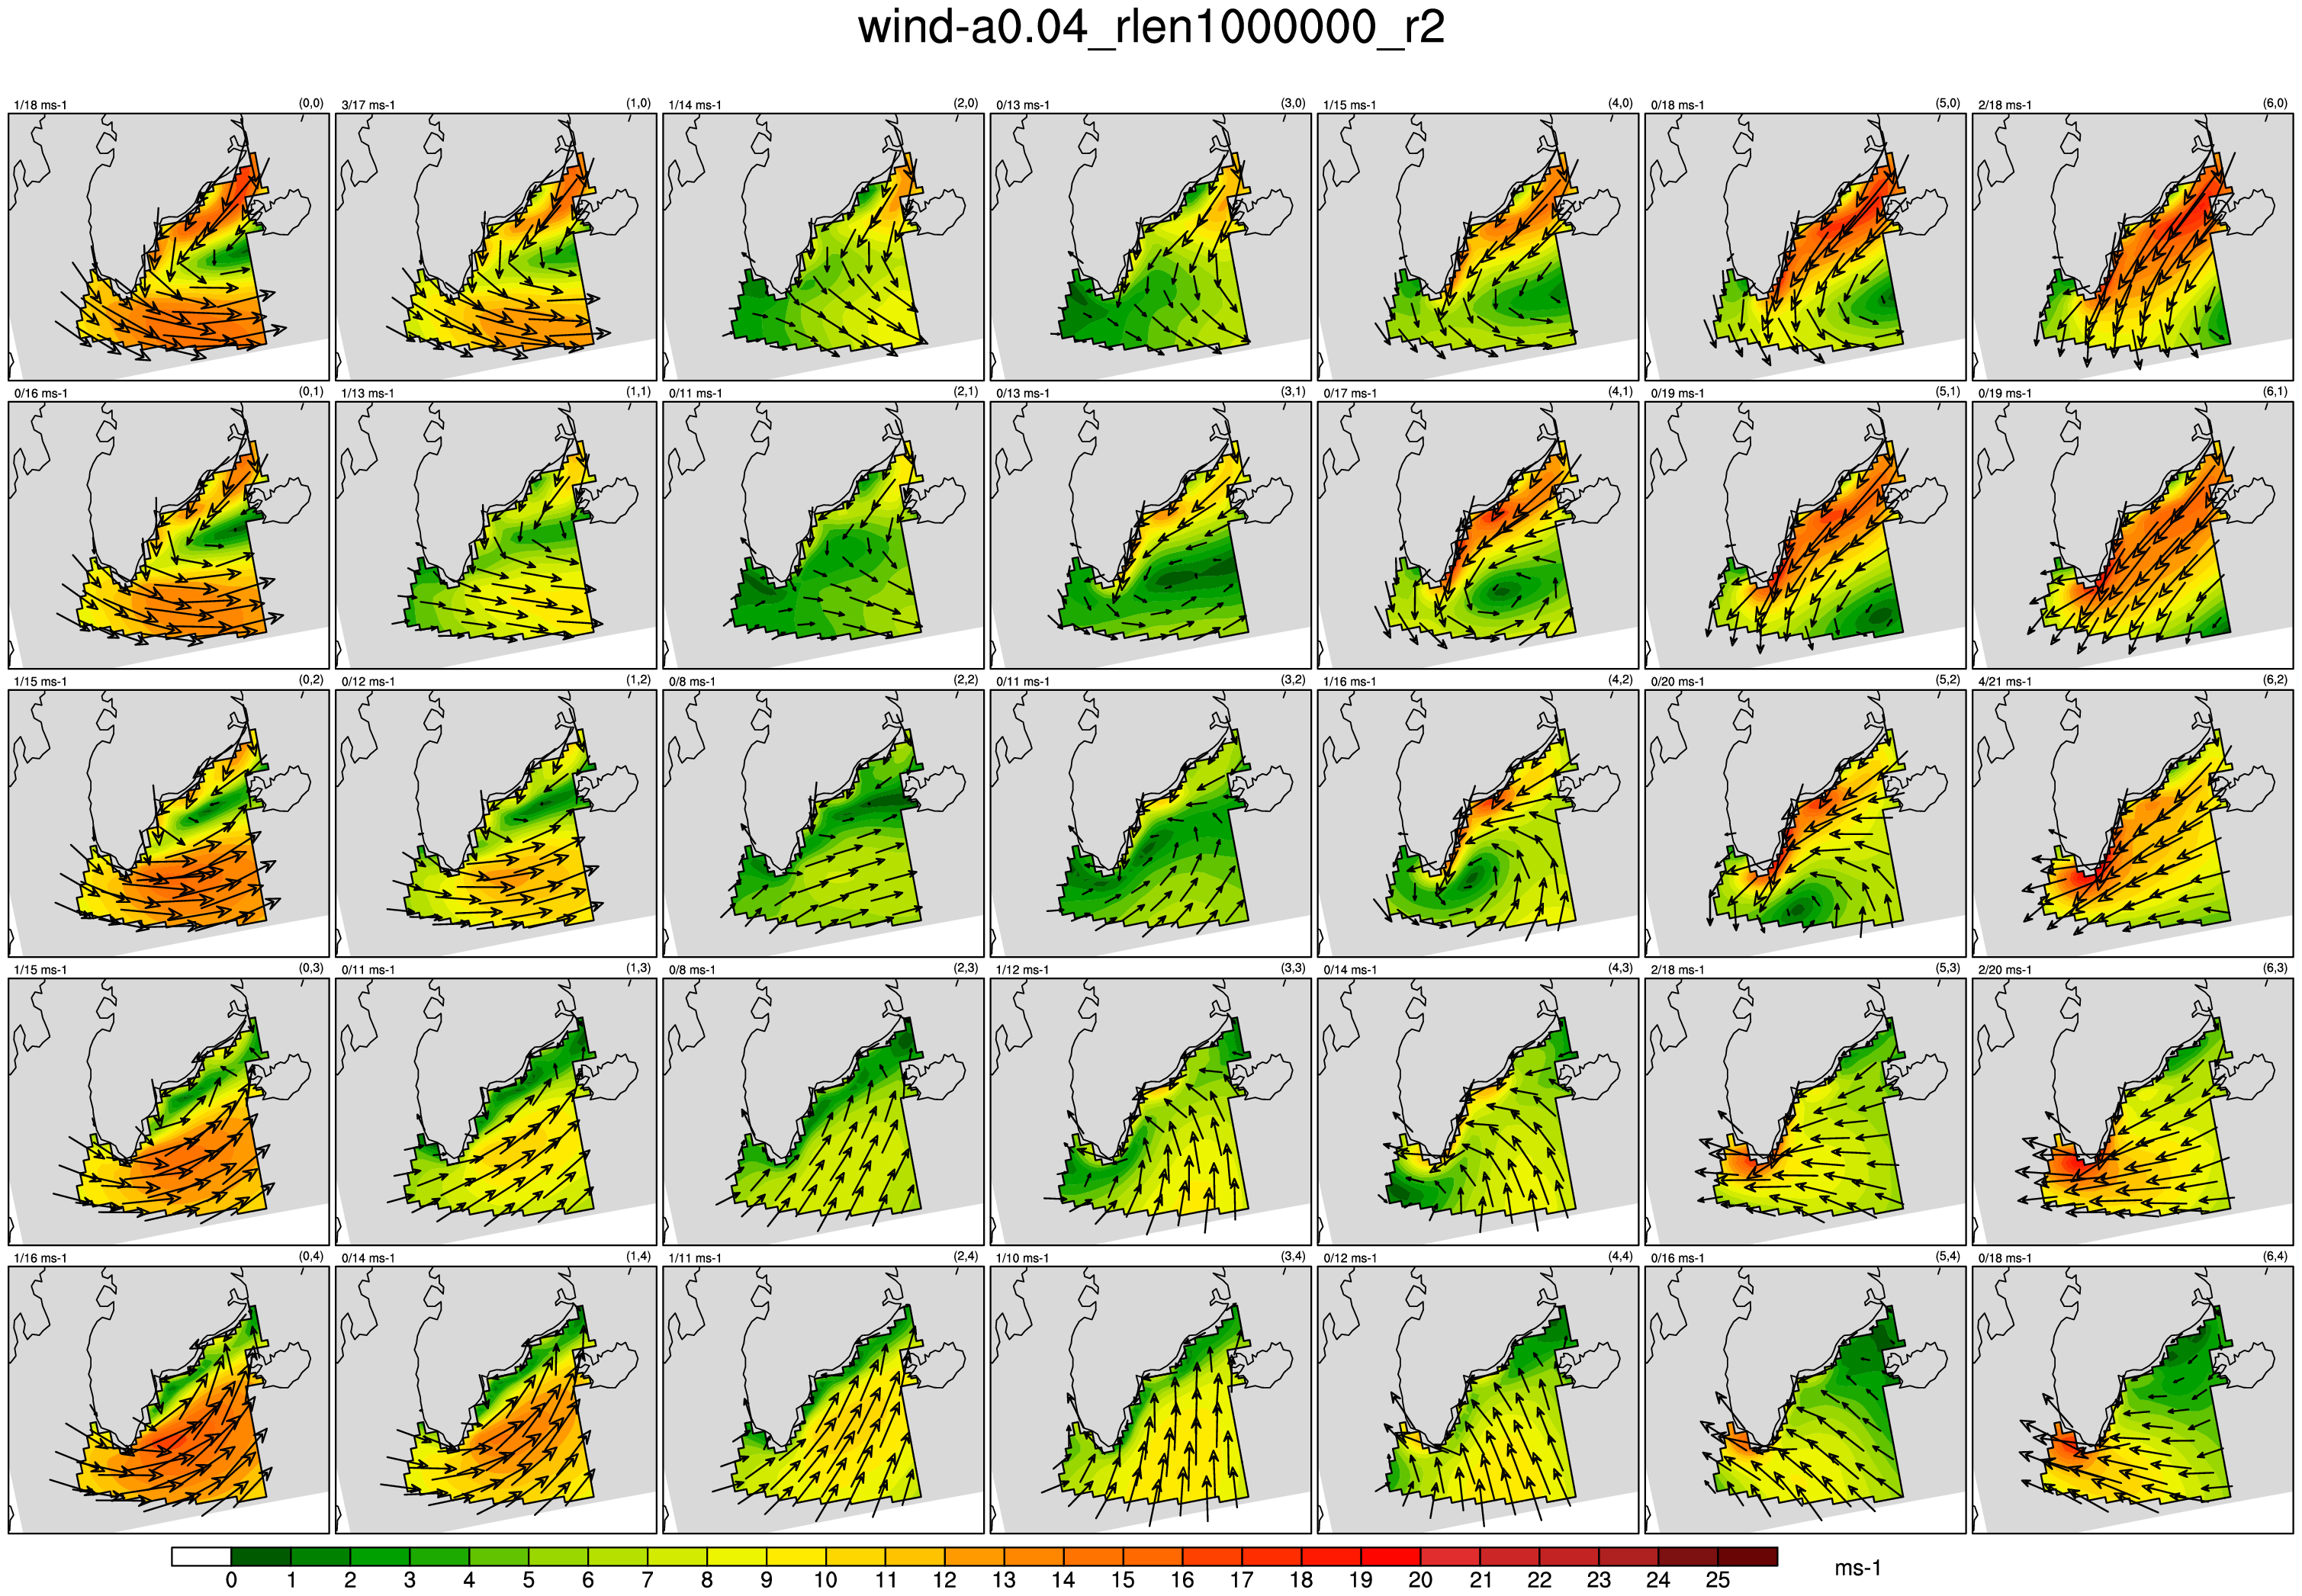 wind-a0.04_rlen1000000_r2
1/18 ms-1 (0,0) 3/17 ms-1 (1,0) 1/14 ms-1 (2,0) 0/13 ms-1 (3,0) 1/15 ms-1 (4,0) 0/18 ms-1 (5,0) 2/18 ms-1 (6,0)
0/16 ms-1 (0,1) 1/13 ms-1 (1,1) 0/11 ms-1 (2,1) 0/13 ms-1 (3,1) 0/17 ms-1 (4,1) 0/19 ms-1 (5,1) 0/19 ms-1 (6,1)
1/15 ms-1 (0,2) 0/12 ms-1 (1,2) 0/8 ms-1 (2,2) 0/11 ms-1 (3,2) 1/16 ms-1 (4,2) 0/20 ms-1 (5,2) 4/21 ms-1 (6,2)
1/15 ms-1 (0,3) 0/11 ms-1 (1,3) 0/8 ms-1 (2,3) 1/12 ms-1 (3,3) 0/14 ms-1 (4,3) 2/18 ms-1 (5,3) 2/20 ms-1 (6,3)
1/16 ms-1 (0,4) 0/14 ms-1 (1,4) 1/11 ms-1 (2,4) 1/10 ms-1 (3,4) 0/12 ms-1 (4,4) 0/16 ms-1 (5,4) 0/18 ms-1 (6,4)
0 1 2 3 4 5 6 7 8 9 10 11 12 13 14 15 16 17 18 19 20 21 22 23 24 25 ms-1